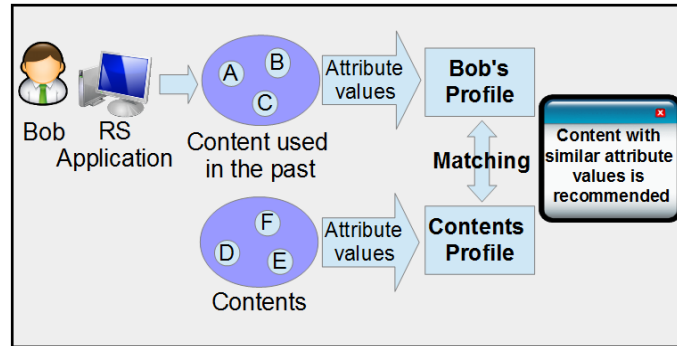 Bob
RS
Application
A
B
C
Content used
in the past
Attribute
values
Bob's
Profile
Matching
x
Content with
similar attribute
values is
recommended
F
D
E
Contents
Attribute
values
Contents
Profile